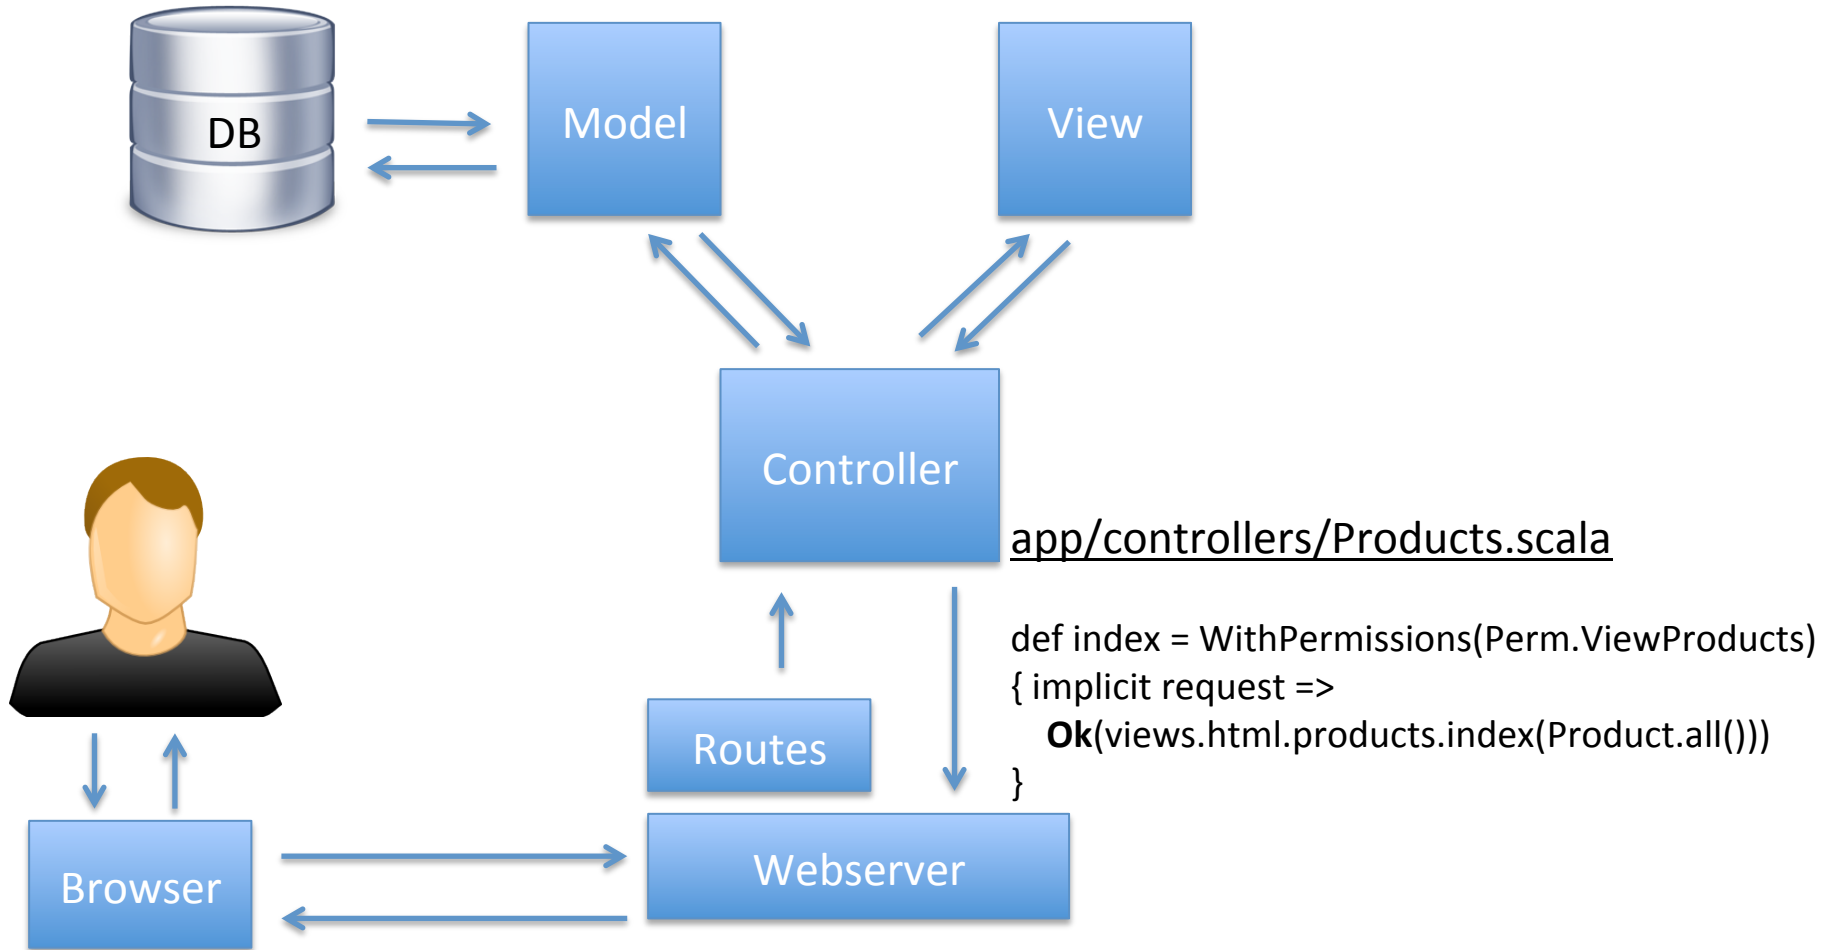 DB
Model
View
Controller
app/controllers/Products.scala
def index = WithPermissions(Perm.ViewProducts)
{ implicit request =>
Ok(views.html.products.index(Product.all()))
}
Routes
Webserver
Browser